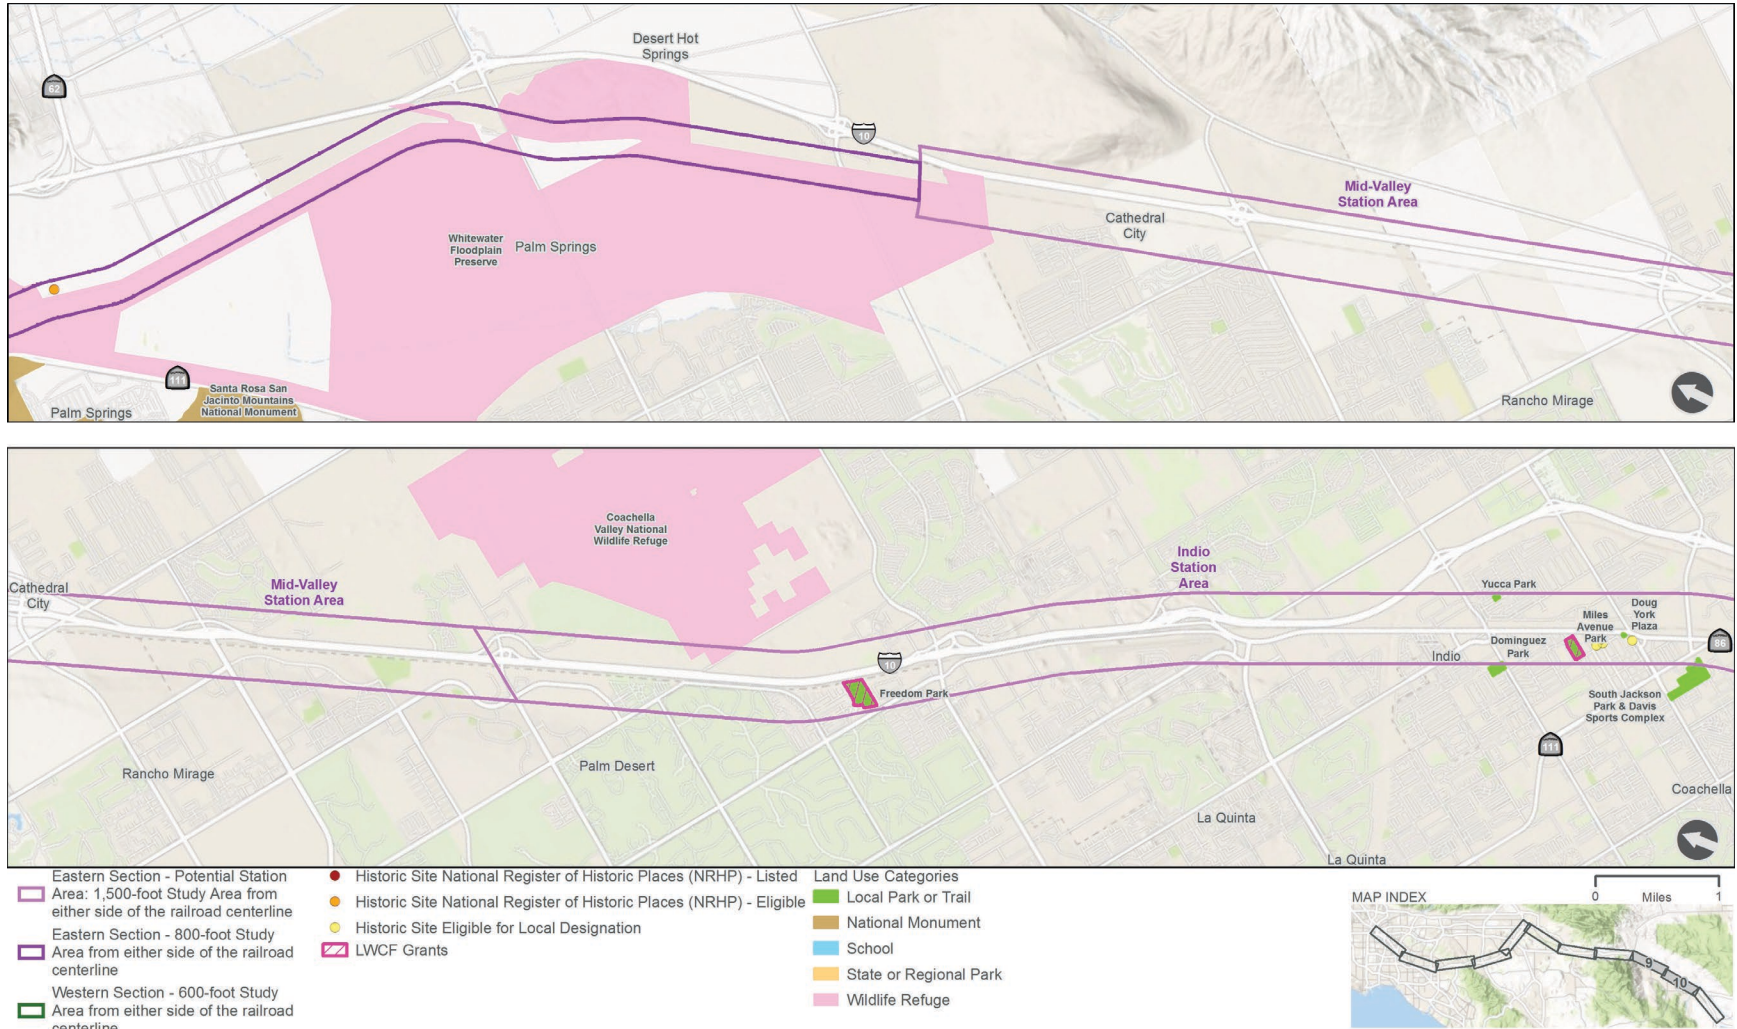 Desert Hot
Springs
62
10
Mid-Valley
Station Area
Cathedral
City
Whitewater
Floodplain
Preserve
Palm Springs
111
Santa Rosa San
Jacinto Mountains
National Monument
Palm Springs
Rancho Mirage
Coachella
Valley National
Wildlife Refuge
Indio
Station
Area
Cathedral
City
Mid-Valley
Station Area
Yucca Park
Doug
York
Plaza
Miles
Avenue
Park
Dominguez
Park
86
Indio
10
Freedom Park
South Jackson
Park & Davis
Sports Complex
111
Rancho Mirage
Palm Desert
Coachella
La Quinta
La Quinta
Eastern Section - Potential Station
Area: 1,500-foot Study Area from
either side of the railroad centerline
Eastern Section - 800-foot Study
Area from either side of the railroad
centerline
Western Section - 600-foot Study
Area from either side of the railroad
centerline
Historic Site National Register of Historic Places (NRHP) - Listed
Historic Site National Register of Historic Places (NRHP) - Eligible
Historic Site Eligible for Local Designation
LWCF Grants
Land Use Categories
Local Park or Trail
National Monument
School
State or Regional Park
Wildlife Refuge
MAP INDEX
0 Miles 1
9
10